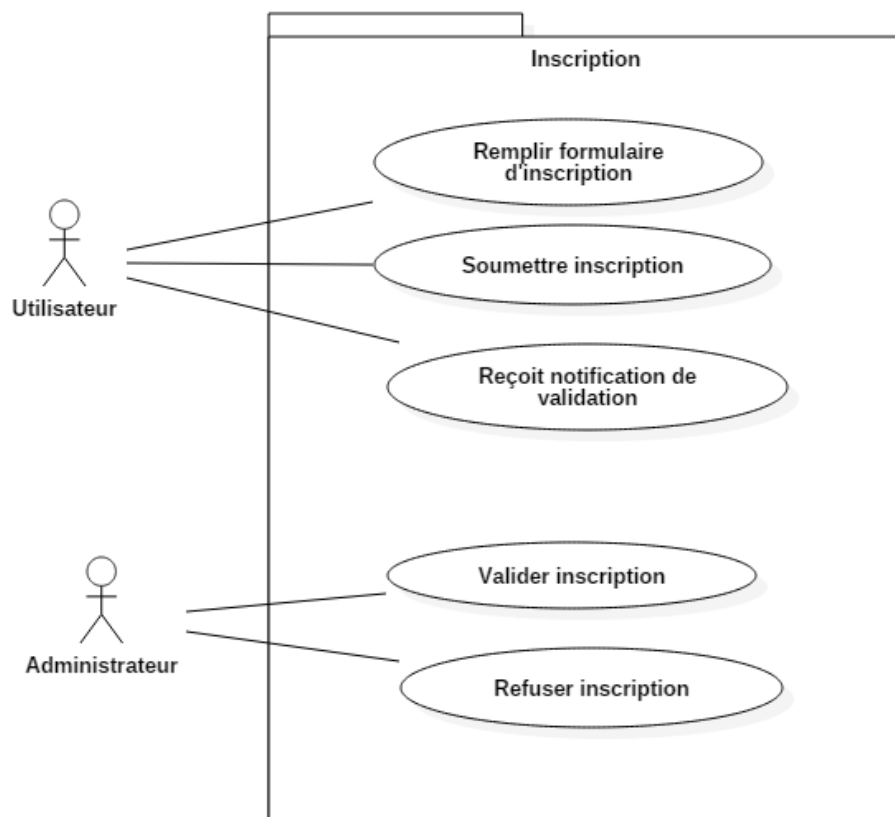 Inscription
Remplir formulaire
d'inscription
Soumettre inscription
Utilisateur
Reçoit notification de
validation
Valider inscription
Administrateur
Refuser inscription